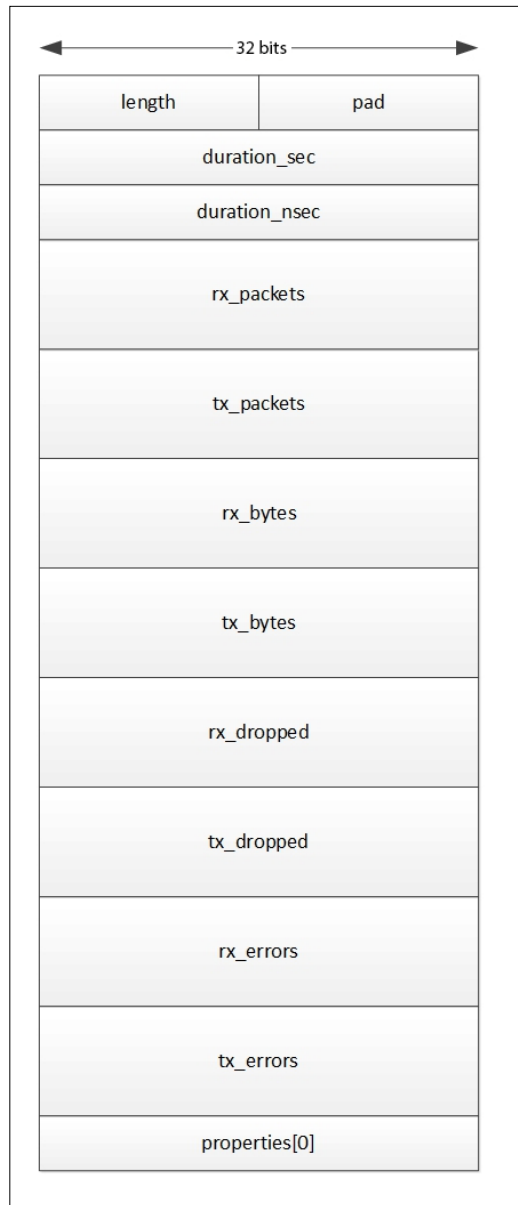 32 bits
length pad
duration_sec
duration_nsec
rx_packets
tx_packets
rx_bytes
tx_bytes
rx_dropped
tx_dropped
rx_errors
tx_errors
properties[0]